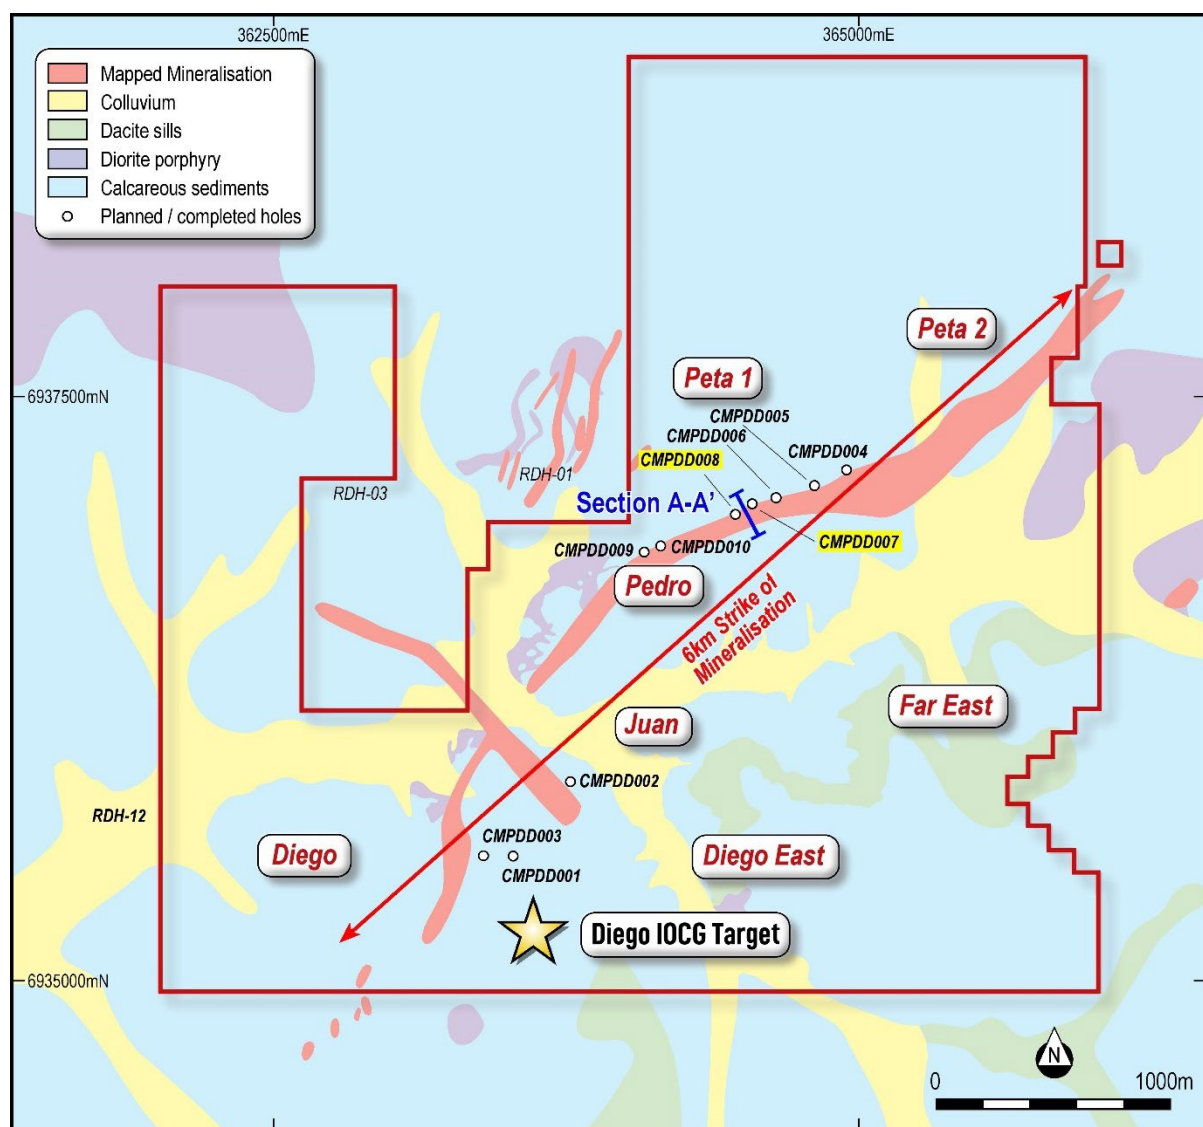 362500mE
365000mE
Mapped Mineralisation
Colluvium
Dacite sills
Diorite porphyry
Calcareous sediments
Planned / completed holes
Peta 2
Peta 1
6937500mN
CMPDD005
CMPDD006
CMPDD004
CMPDD008
RDH-01
RDH-03
Section A-A'
CMPDD007
CMPDD009
CMPDD010
Pedro
6km Strike of
Mineralisation
Far East
Juan
CMPDD002
RDH-12
CMPDD003
Diego
Diego East
CMPDD001
Diego IOCG Target
6935000mN
N
0
1000m